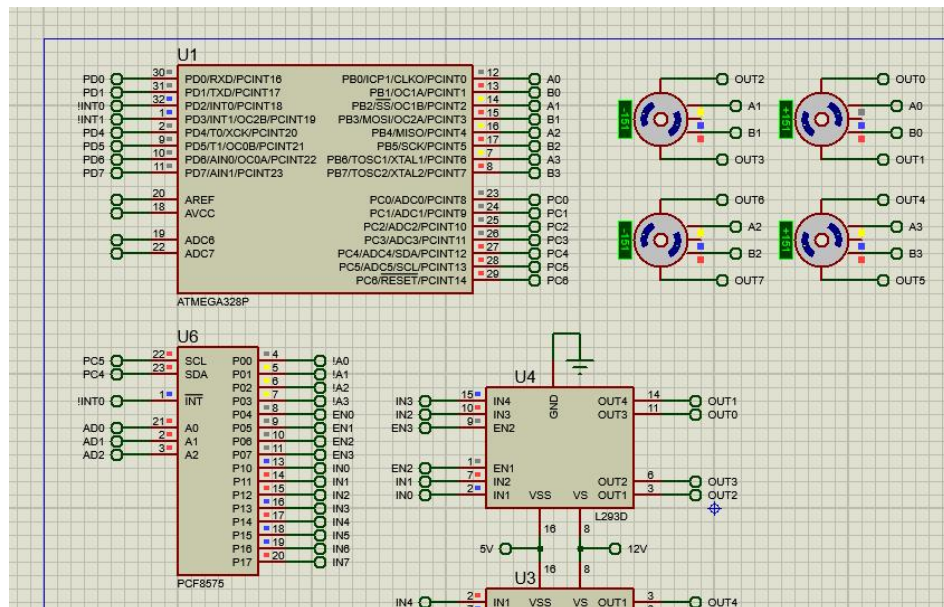 U1
PD0 30 PD0/RXD/PCINT16 PB0/ICP1/CLKO/PCINT0 12 A0
PD1 31 PD1/TXD/PCINT17 PB1/OC1A/PCINT1 13 B0
!INT0 32 PD2/INT0/PCINT18 PB2/SS/OC1B/PCINT2 14 A1
!INT1 1 PD3/INT1/OC2B/PCINT19 PB3/MOSI/OC2A/PCINT3 15 B1
PD4 2 PD4/T0/XCK/PCINT20 PB4/MISO/PCINT4 16 A2
PD5 9 PD5/T1/OC0B/PCINT21 PB5/SCK/PCINT5 17 B2
PD6 10 PD6/AIN0/OC0A/PCINT22 PB6/TOSC1/XTAL1/PCINT6 7 A3
PD7 11 PD7/AIN1/PCINT23 PB7/TOSC2/XTAL2/PCINT7 8 B3
20 AREF PC0/ADC0/PCINT8 23 PC0
18 AVCC PC1/ADC1/PCINT9 24 PC1
PC2/ADC2/PCINT10 25 PC2
19 ADC6 PC3/ADC3/PCINT11 26 PC3
22 ADC7 PC4/ADC4/SDA/PCINT12 27 PC4
PC5/ADC5/SCL/PCINT13 28 PC5
PC6/RESET/PCINT14 29 PC6
ATMEGA328P
OUT2 OUT0
-151 A1 +151 A0
B1 B0
OUT3 OUT1
OUT6 OUT4
-151 A2 +151 A3
B2 B3
OUT7 OUT5
U6
PC5 22 SCL P00 4 !A0
PC4 23 SDA P01 5 !A1
P02 6 !A2
!INT0 1 INT P03 7 !A3
P04 8 EN0
AD0 21 A0 P05 9 EN1
AD1 2 A1 P06 10 EN2
AD2 3 A2 P07 11 EN3
P10 13 IN0
P11 14 IN1
P12 15 IN2
P13 16 IN3
P14 17 IN4
P15 18 IN5
P16 19 IN6
P17 20 IN7
PCF8575
U4
IN3 15 IN4 GND OUT4 14 OUT1
IN2 10 IN3 OUT3 11 OUT0
EN3 9 EN2
EN2 1 EN1
IN1 7 IN2 OUT2 6 OUT3
IN0 2 IN1 VSS VS OUT1 3 OUT2
16 8 L293D
5V 12V
U3 16 8
IN4 2 IN1 VSS VS OUT1 3 OUT4